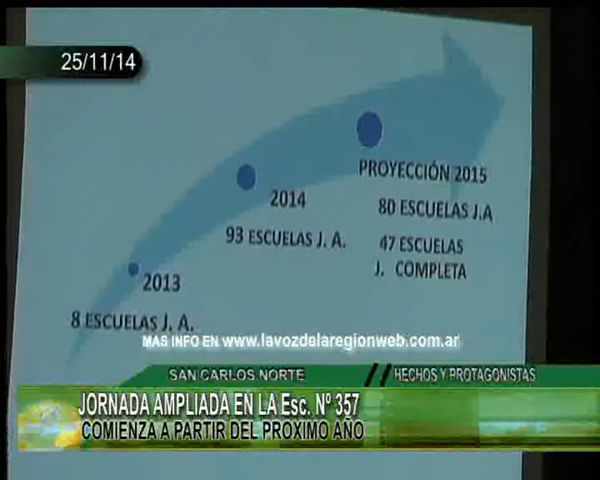 25/11/14
PROYECCIÓN 2015
2014
80 ESCUELAS J.A
93 ESCUELAS J. A.
47 ESCUELAS
J. COMPLETA
2013
8 ESCUELAS J. A.
MAS INFO EN www.lavozdelaregionweb.com.ar
SAN CARLOS NORTE
HECHOS Y PROTAGONISTAS
JORNADA AMPLIADA EN LA Esc. Nº 357
COMIENZA A PARTIR DEL PROXIMO AÑO